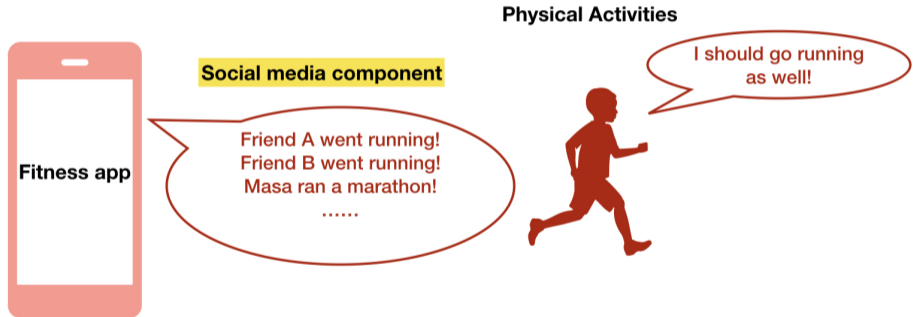 Physical Activities
I should go running
as well!
Social media component
Friend A went running!
Friend B went running!
Masa ran a marathon!
......
Fitness app